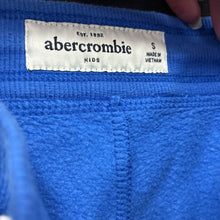 EST. 1892
abercrombie
KIDS
S
MADE IN
VIETNAM